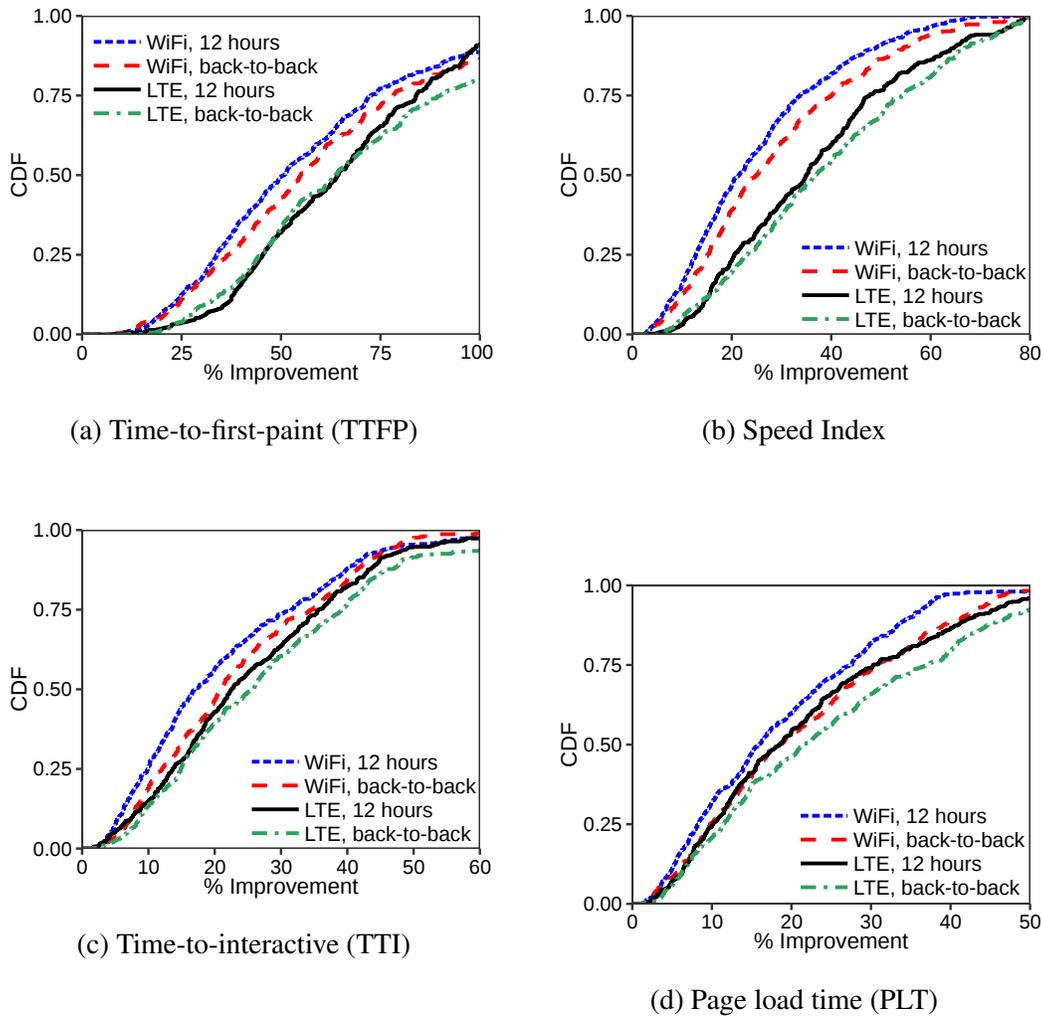 1.00
0.75
0.50
0.25
0.00
CDF
WiFi, 12 hours
WiFi, back-to-back
LTE, 12 hours
LTE, back-to-back
0 25 50 75 100
% Improvement
(a) Time-to-first-paint (TTFP)
1.00
0.75
0.50
0.25
0.00
CDF
WiFi, 12 hours
WiFi, back-to-back
LTE, 12 hours
LTE, back-to-back
0 20 40 60 80
% Improvement
(b) Speed Index
1.00
0.75
0.50
0.25
0.00
CDF
WiFi, 12 hours
WiFi, back-to-back
LTE, 12 hours
LTE, back-to-back
0 10 20 30 40 50 60
% Improvement
(c) Time-to-interactive (TTI)
1.00
0.75
0.50
0.25
0.00
CDF
WiFi, 12 hours
WiFi, back-to-back
LTE, 12 hours
LTE, back-to-back
0 10 20 30 40 50
% Improvement
(d) Page load time (PLT)